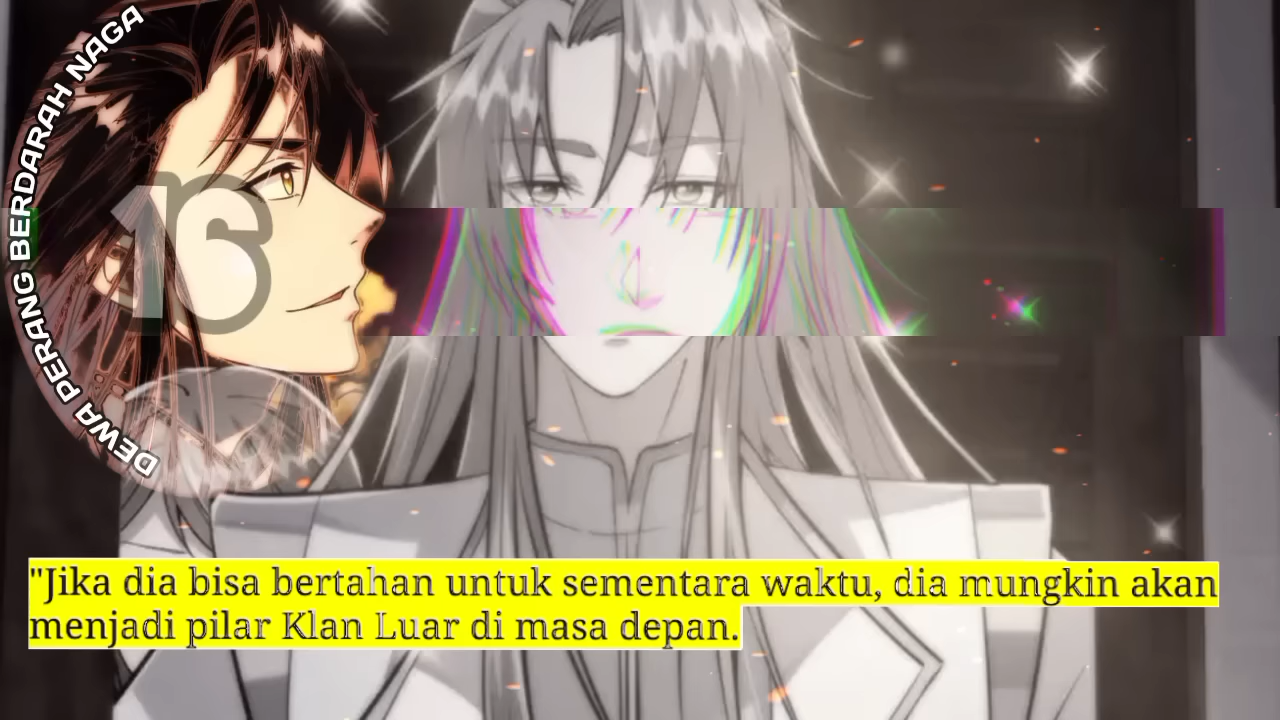 DEWA PERANG BERDARAH NAGA
16
"Jika dia bisa bertahan untuk sementara waktu, dia mungkin akan
menjadi pilar Klan Luar di masa depan.